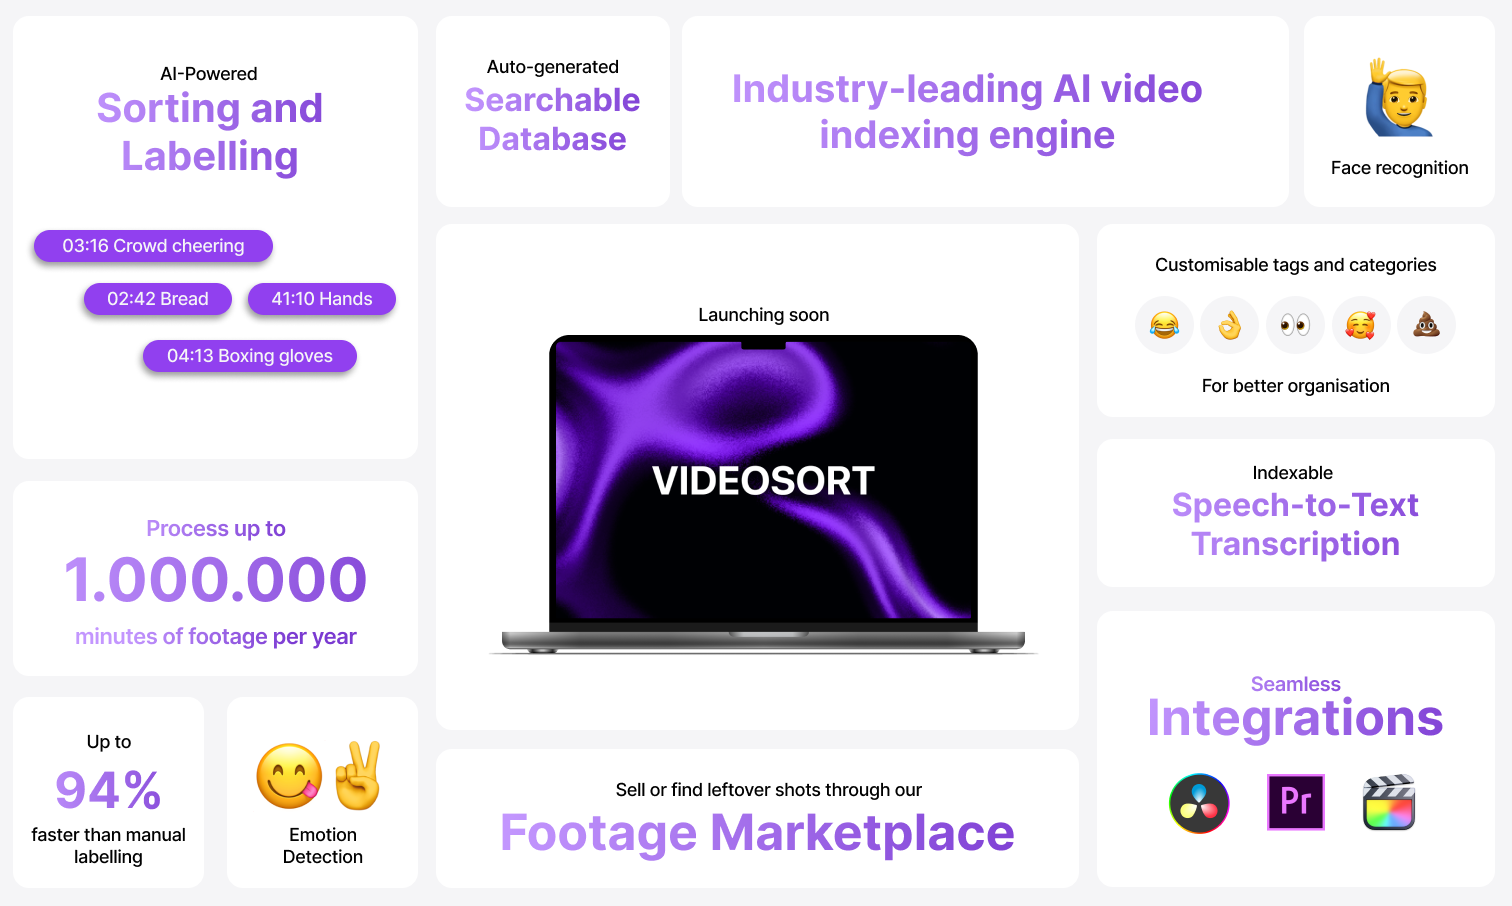 AI-Powered
Sorting and
Labelling
03:16 Crowd cheering
02:42 Bread
41:10 Hands
04:13 Boxing gloves
Auto-generated
Searchable
Database
Industry-leading AI video
indexing engine
Face recognition
Launching soon
VIDEOSORT
Customisable tags and categories
For better organisation
Indexable
Speech-to-Text
Transcription
Process up to
1.000.000
minutes of footage per year
Up to
94%
faster than manual
labelling
Emotion
Detection
Sell or find leftover shots through our
Footage Marketplace
Seamless
Integrations
Pr